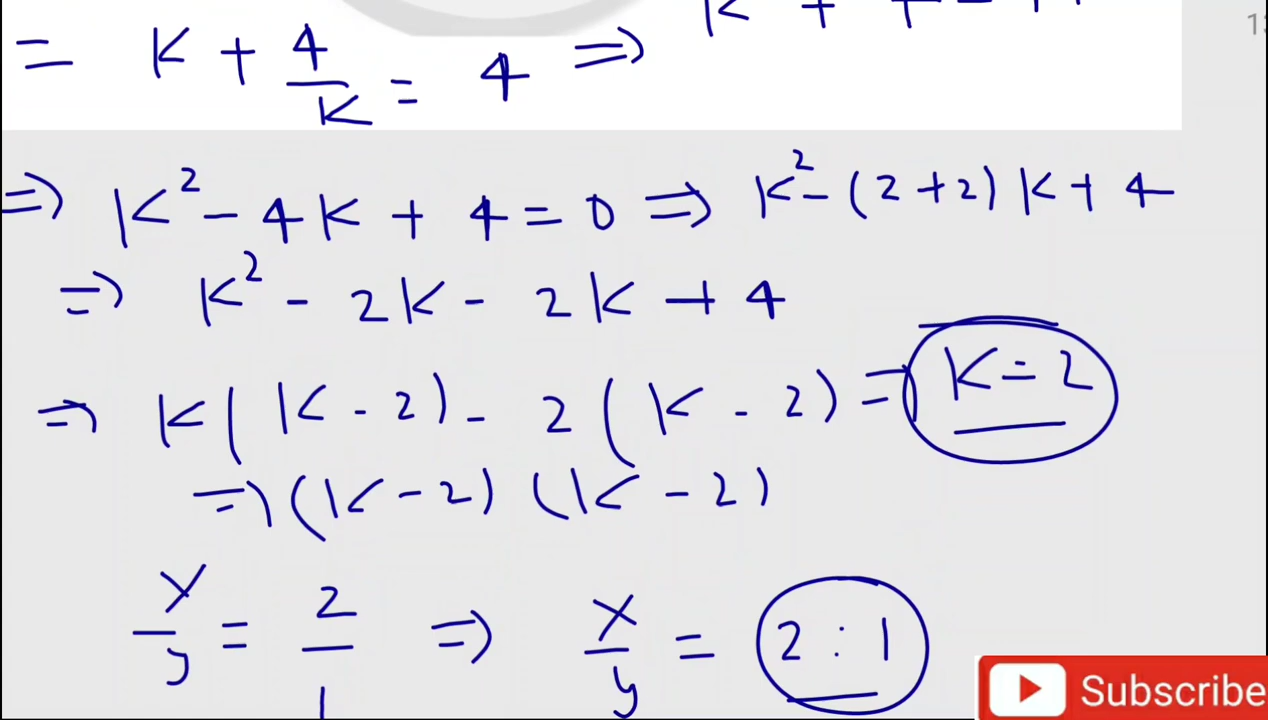 = K + 4/K = 4 ⇒
⇒ K² - 4K + 4 = 0 ⇒ K² - (2+2) K + 4
⇒ K² - 2K - 2K + 4
⇒ K(K - 2) - 2(K - 2) = K = 2
⇒ (K - 2) (K - 2)
x/y = 2/1 ⇒ x/y = 2 : 1
Subscribe